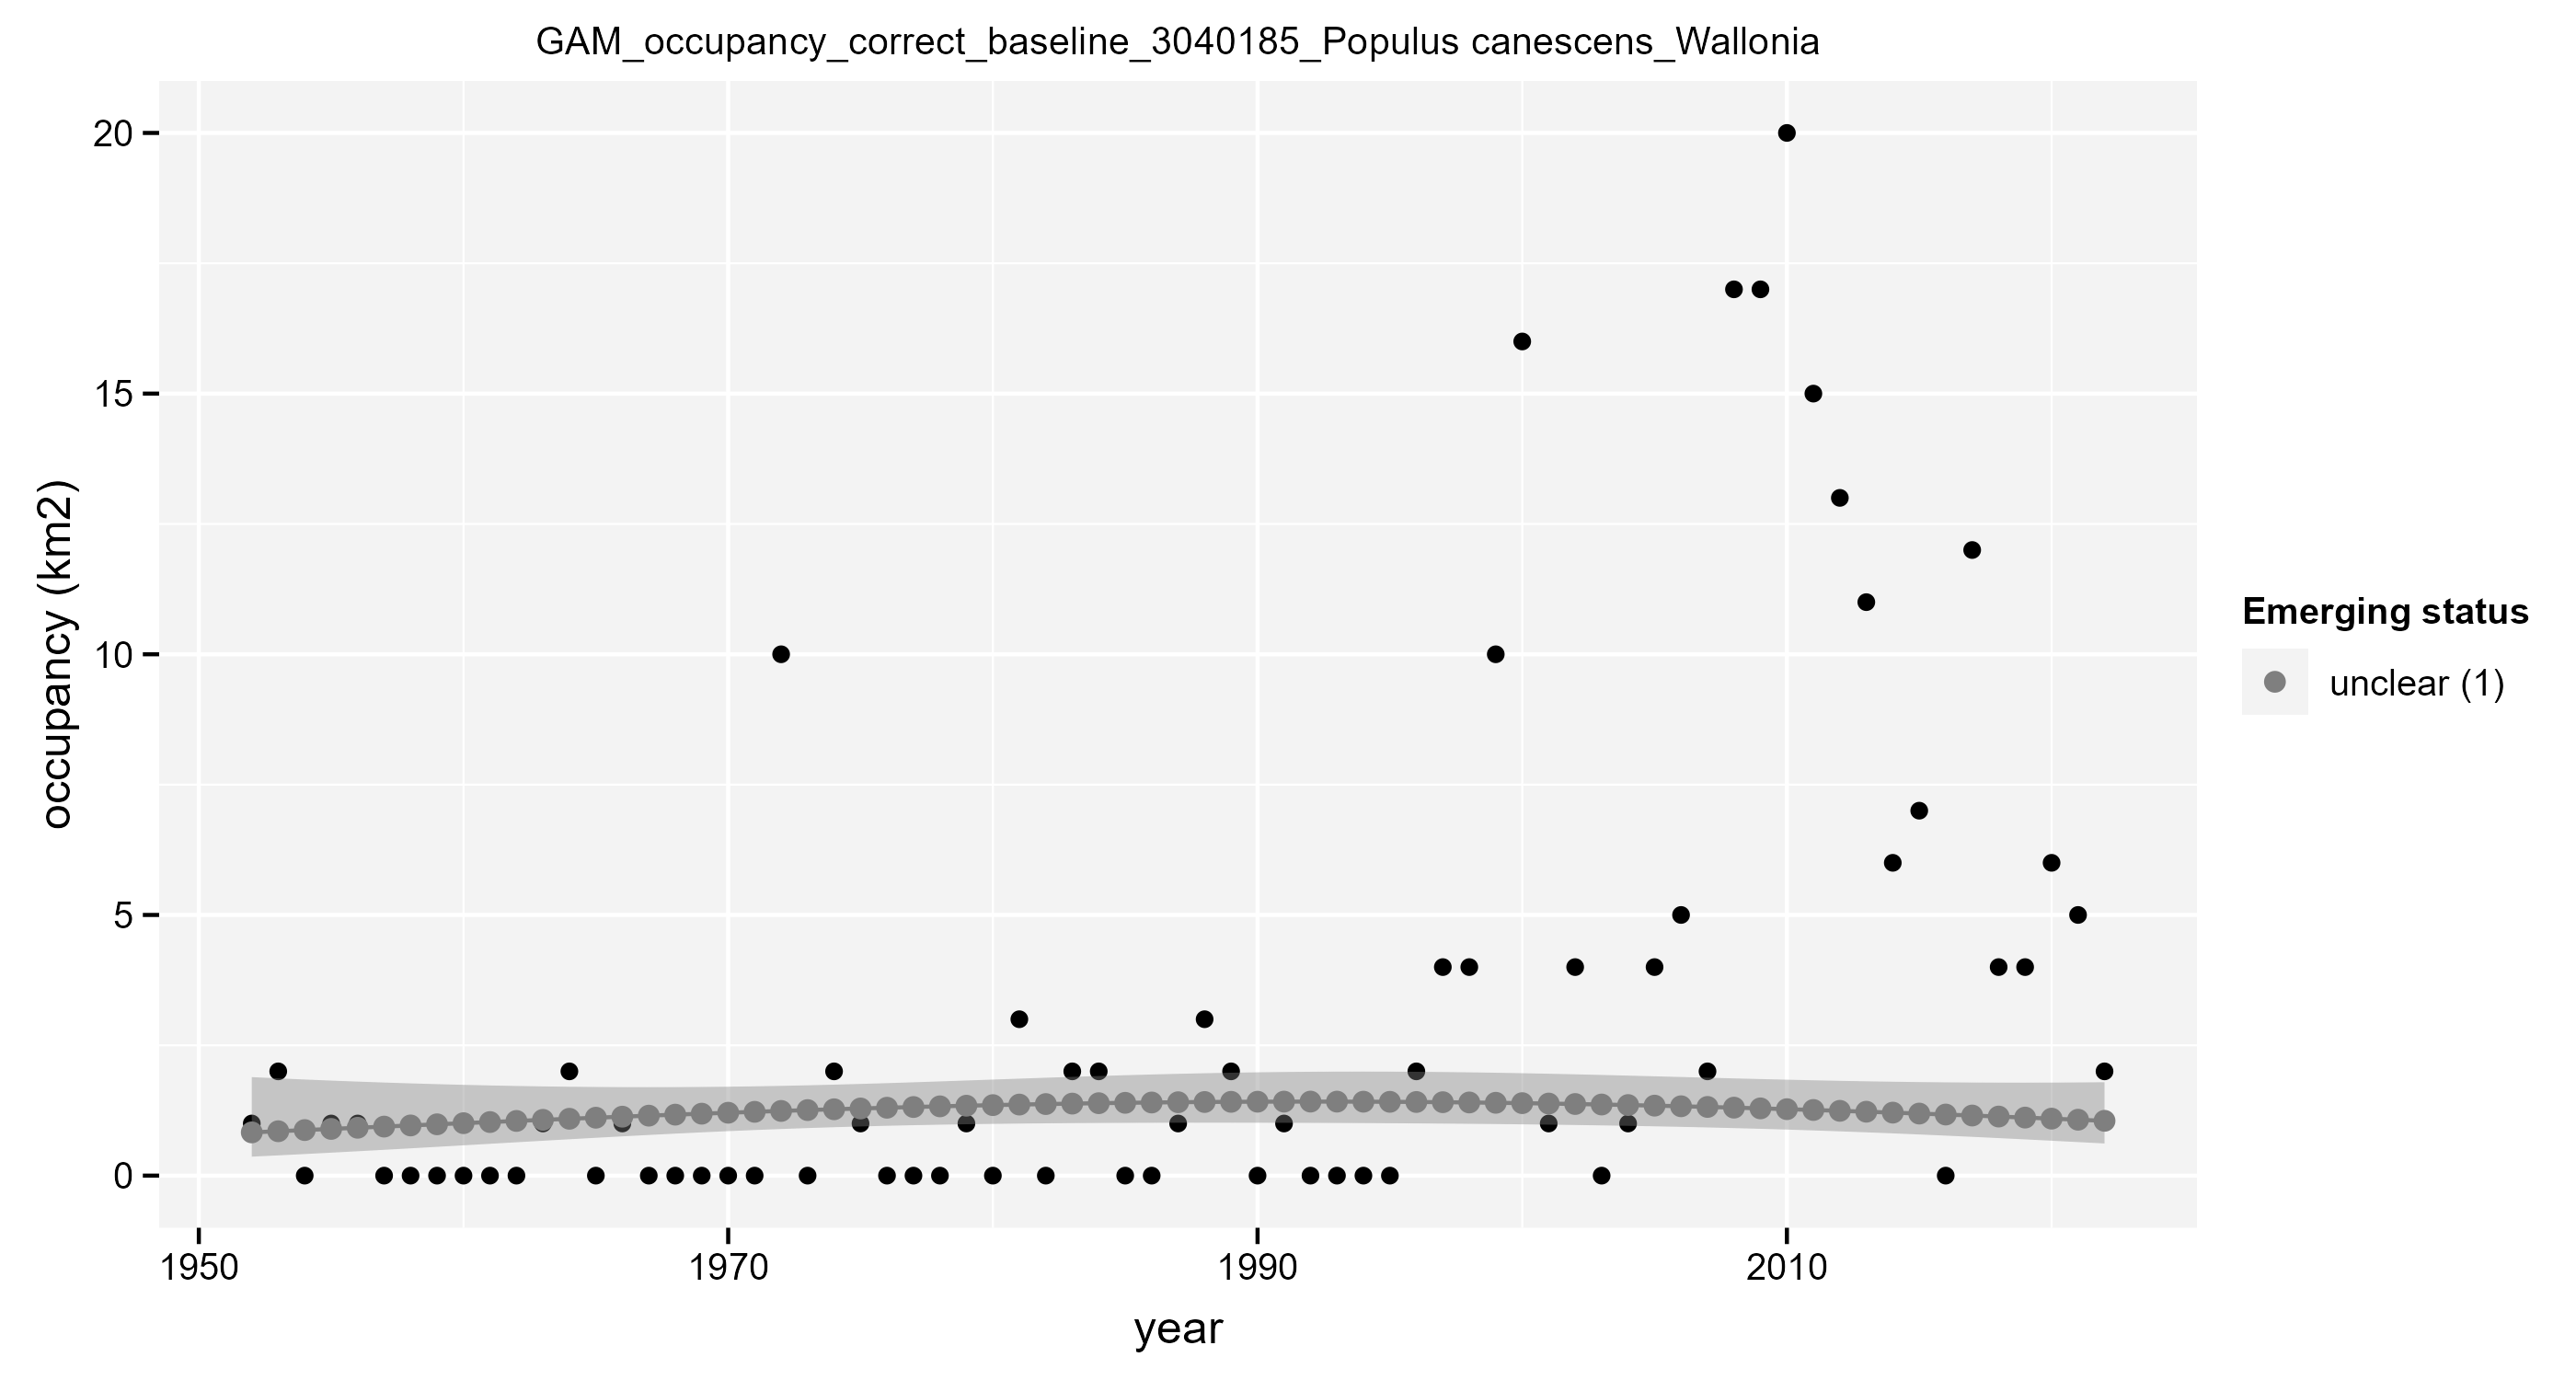 GAM_occupancy_correct_baseline_3040185_Populus canescens_Wallonia
20
15
10
5
0
occupancy (km2)
1950
1970
1990
2010
year
Emerging status
unclear (1)